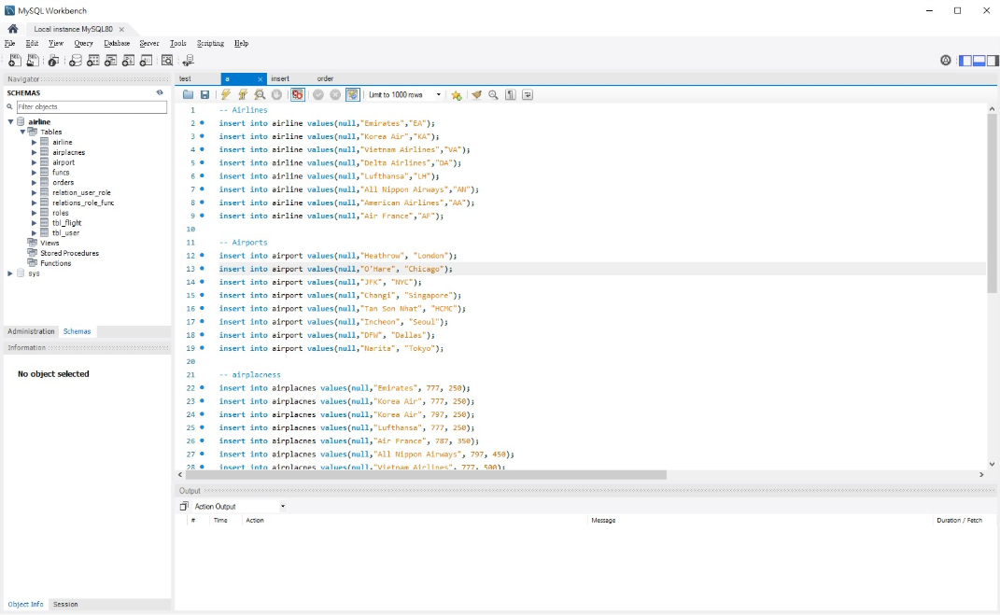 MySQL Workbench
Local instance MySQL80
File Edit View Query Database Server Tools Scripting Help
Navigator
SCHEMAS
Filter objects
airline
Tables
airline
airplacnes
airport
funcs
orders
relation_user_role
relations_role_func
roles
tbl_flight
tbl_user
Views
Stored Procedures
Functions
sys
Administration Schemas
Information
No object selected
Object Info Session
test a insert order
Limit to 1000 rows
1 -- Airlines
2 insert into airline values(null,"Emirates","EA");
3 insert into airline values(null,"Korea Air","KA");
4 insert into airline values(null,"Vietnam Airlines","VA");
5 insert into airline values(null,"Delta Airlines","DA");
6 insert into airline values(null,"Lufthansa","LH");
7 insert into airline values(null,"All Nippon Airways","AN");
8 insert into airline values(null,"American Airlines","AA");
9 insert into airline values(null,"Air France","AF");
10
11 -- Airports
12 insert into airport values(null,"Heathrow", "London");
13 insert into airport values(null,"O'Hare", "Chicago");
14 insert into airport values(null,"JFK", "NYC");
15 insert into airport values(null,"Changi", "Singapore");
16 insert into airport values(null,"Tan Son Nhat", "HCMC");
17 insert into airport values(null,"Incheon", "Seoul");
18 insert into airport values(null,"DFW", "Dallas");
19 insert into airport values(null,"Narita", "Tokyo");
20
21 -- airplacness
22 insert into airplacnes values(null,"Emirates", 777, 250);
23 insert into airplacnes values(null,"Korea Air", 777, 250);
24 insert into airplacnes values(null,"Korea Air", 797, 250);
25 insert into airplacnes values(null,"Lufthansa", 777, 250);
26 insert into airplacnes values(null,"Air France", 787, 350);
27 insert into airplacnes values(null,"All Nippon Airways", 797, 450);
28 insert into airplacnes values(null,"Vietnam Airlines", 777, 500);
Output
Action Output
# Time Action Message Duration / Fetch